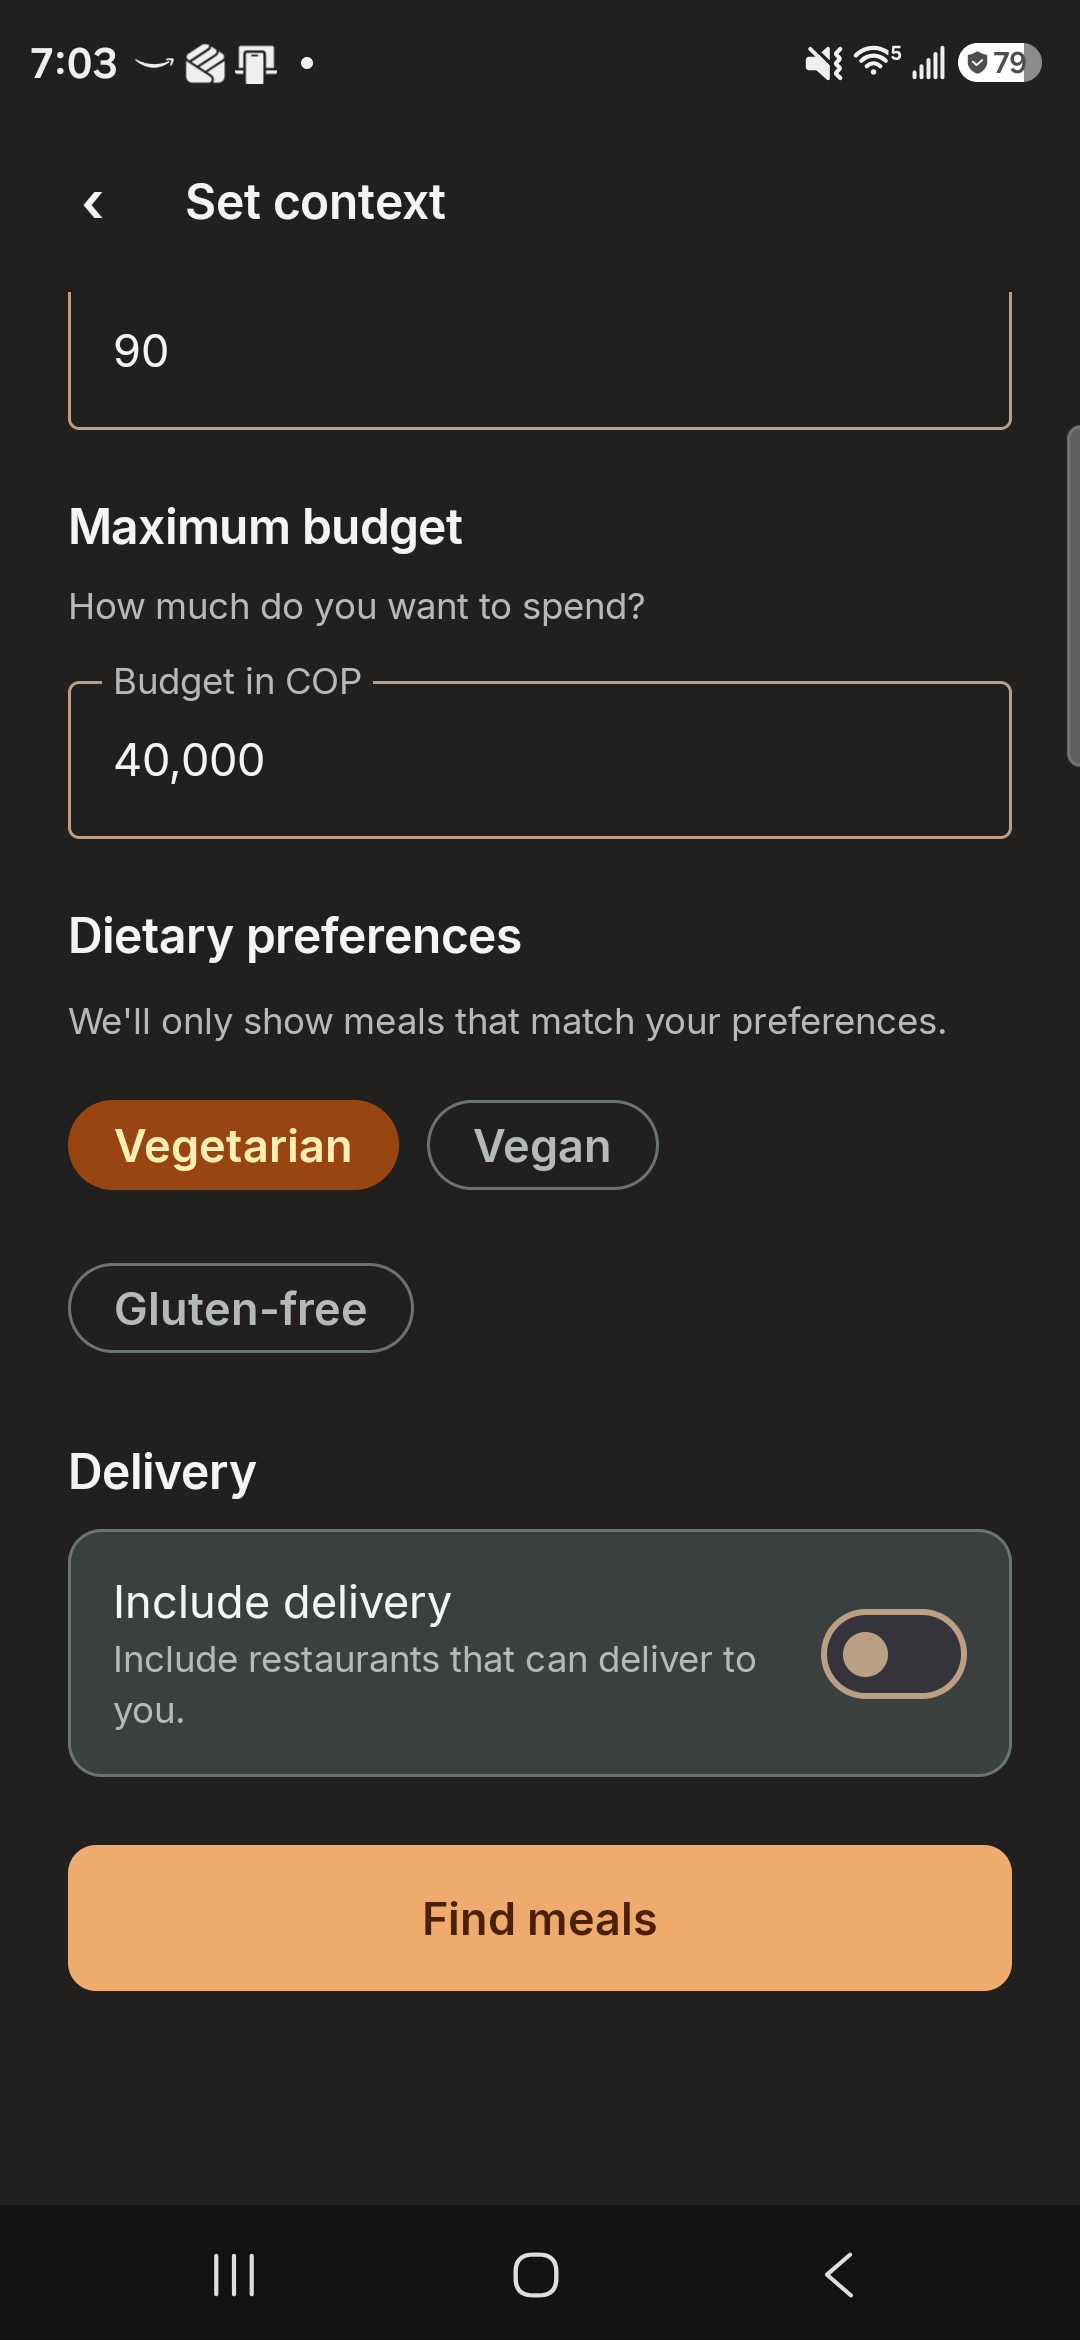 7:03
5
79
Set context
90
Maximum budget
How much do you want to spend?
Budget in COP
40,000
Dietary preferences
We'll only show meals that match your preferences.
Vegetarian
Vegan
Gluten-free
Delivery
Include delivery
Include restaurants that can deliver to
you.
Find meals